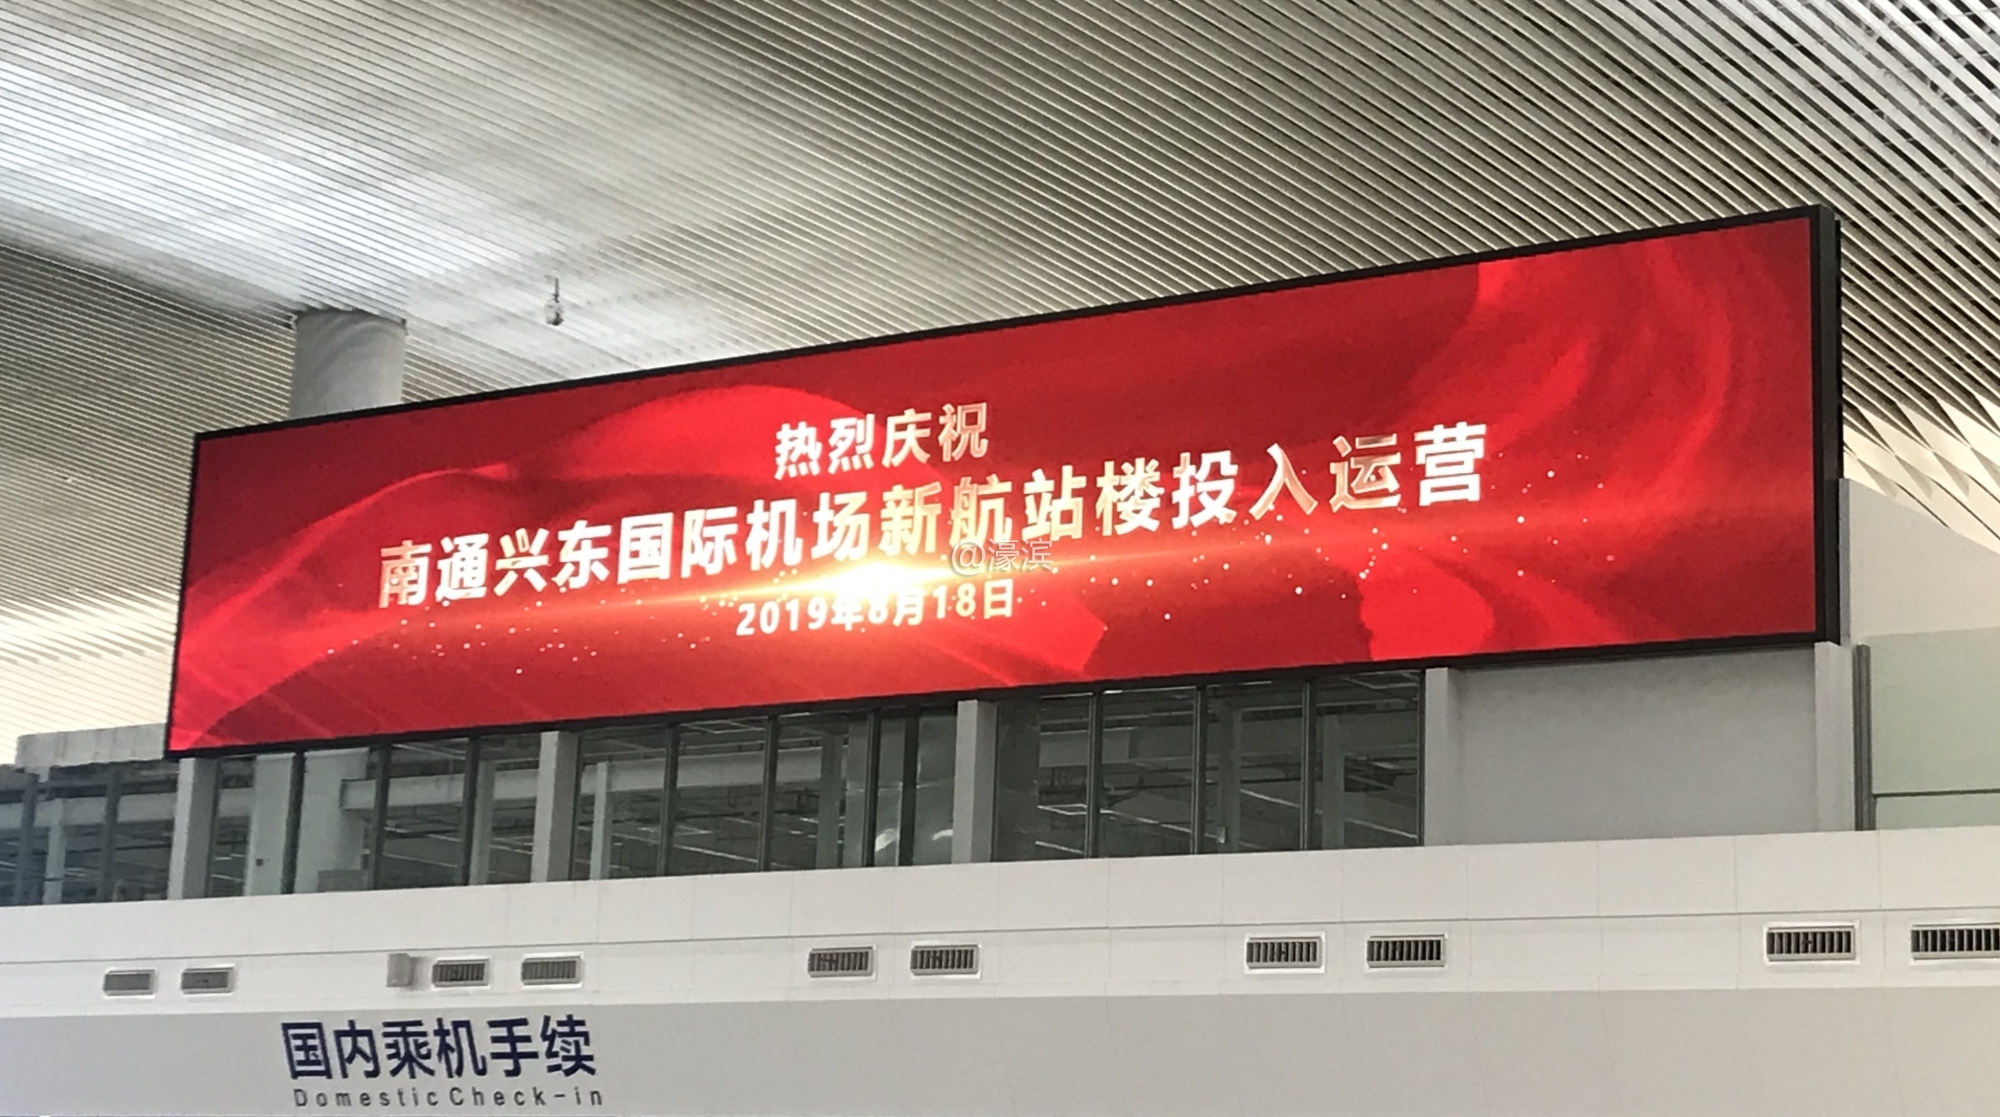 热烈庆祝
南通兴东国际机场新航站楼投入运营
@濠滨
2019年8月18日
国内乘机手续
Domestic Check-in